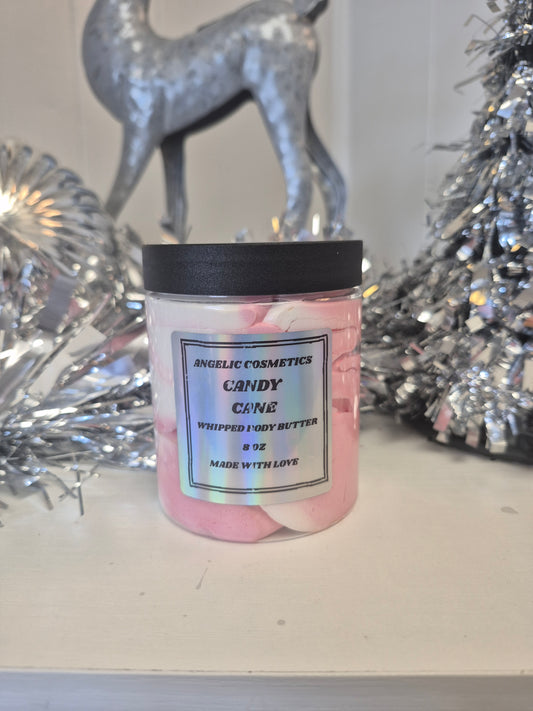 ANGELIC COSMETICS
CANDY
CANE
WHIPPED BODY BUTTER
8 OZ
MADE WITH LOVE